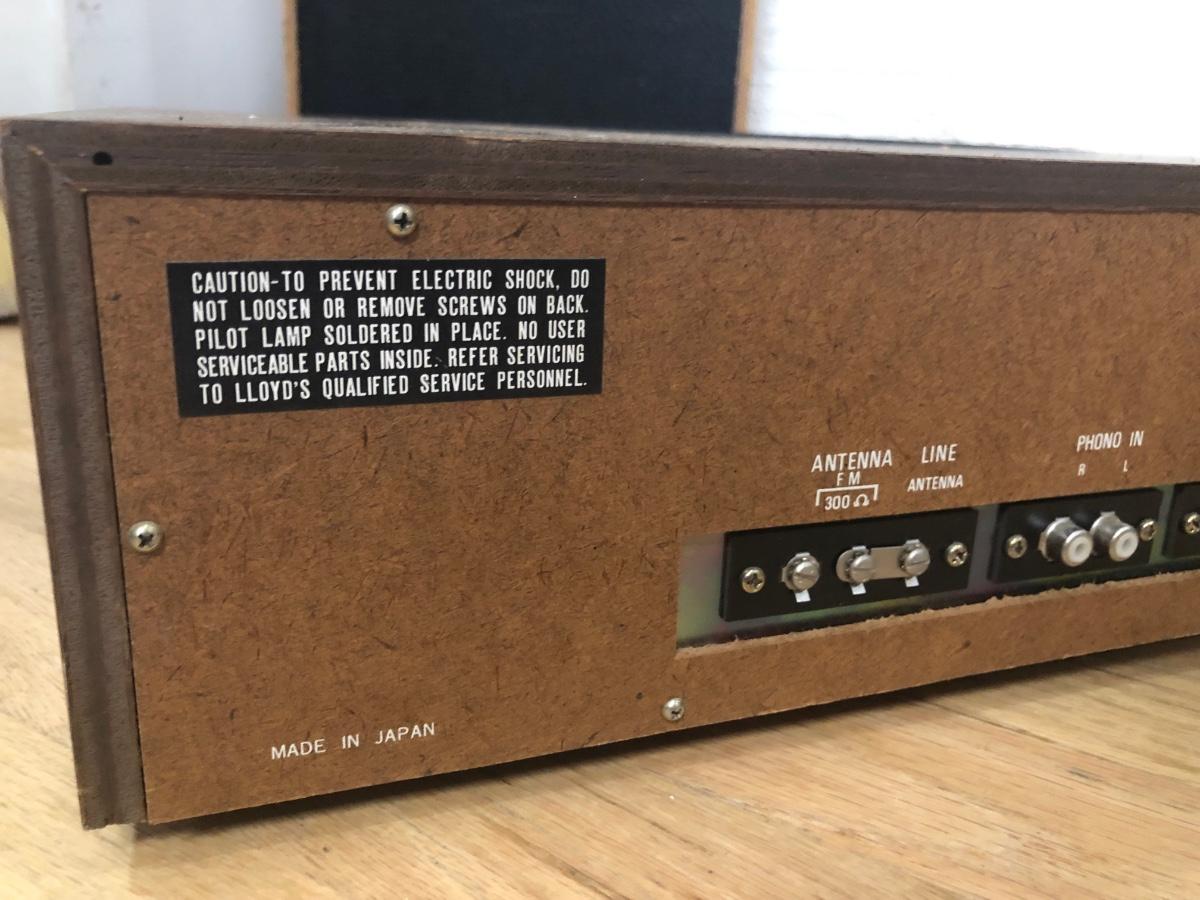 CAUTION-TO PREVENT ELECTRIC SHOCK, DO
NOT LOOSEN OR REMOVE SCREWS ON BACK.
PILOT LAMP SOLDERED IN PLACE. NO USER
SERVICEABLE PARTS INSIDE. REFER SERVICING
TO LLOYD'S QUALIFIED SERVICE PERSONNEL.
ANTENNA
FM
300 Ω
LINE
ANTENNA
PHONO IN
R L
MADE IN JAPAN